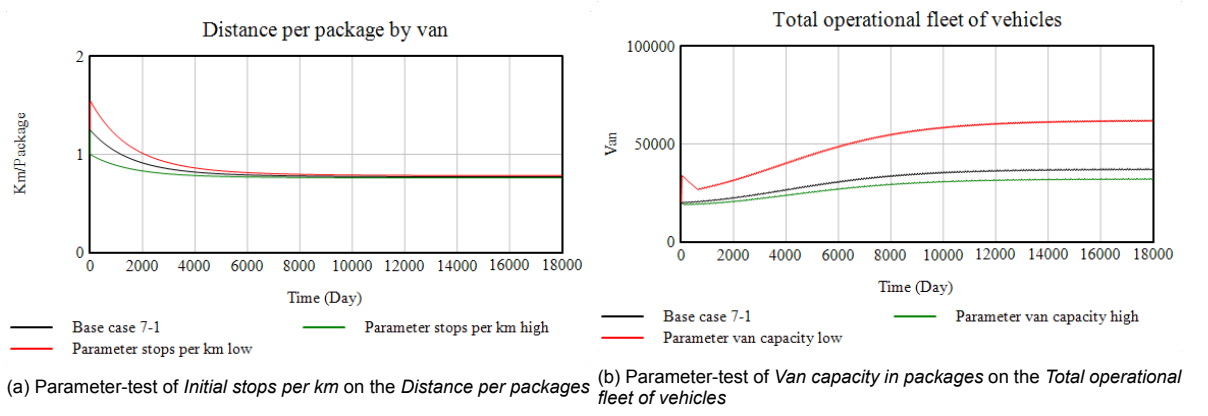 Distance per package by van
2
1
0
Km/Package
0 2000 4000 6000 8000 10000 12000 14000 16000 18000
Time (Day)
Base case 7-1
Parameter stops per km high
Parameter stops per km low
(a) Parameter-test of Initial stops per km on the Distance per packages
Total operational fleet of vehicles
100000
50000
0
Van
0 2000 4000 6000 8000 10000 12000 14000 16000 18000
Time (Day)
Base case 7-1
Parameter van capacity high
Parameter van capacity low
(b) Parameter-test of Van capacity in packages on the Total operational
fleet of vehicles